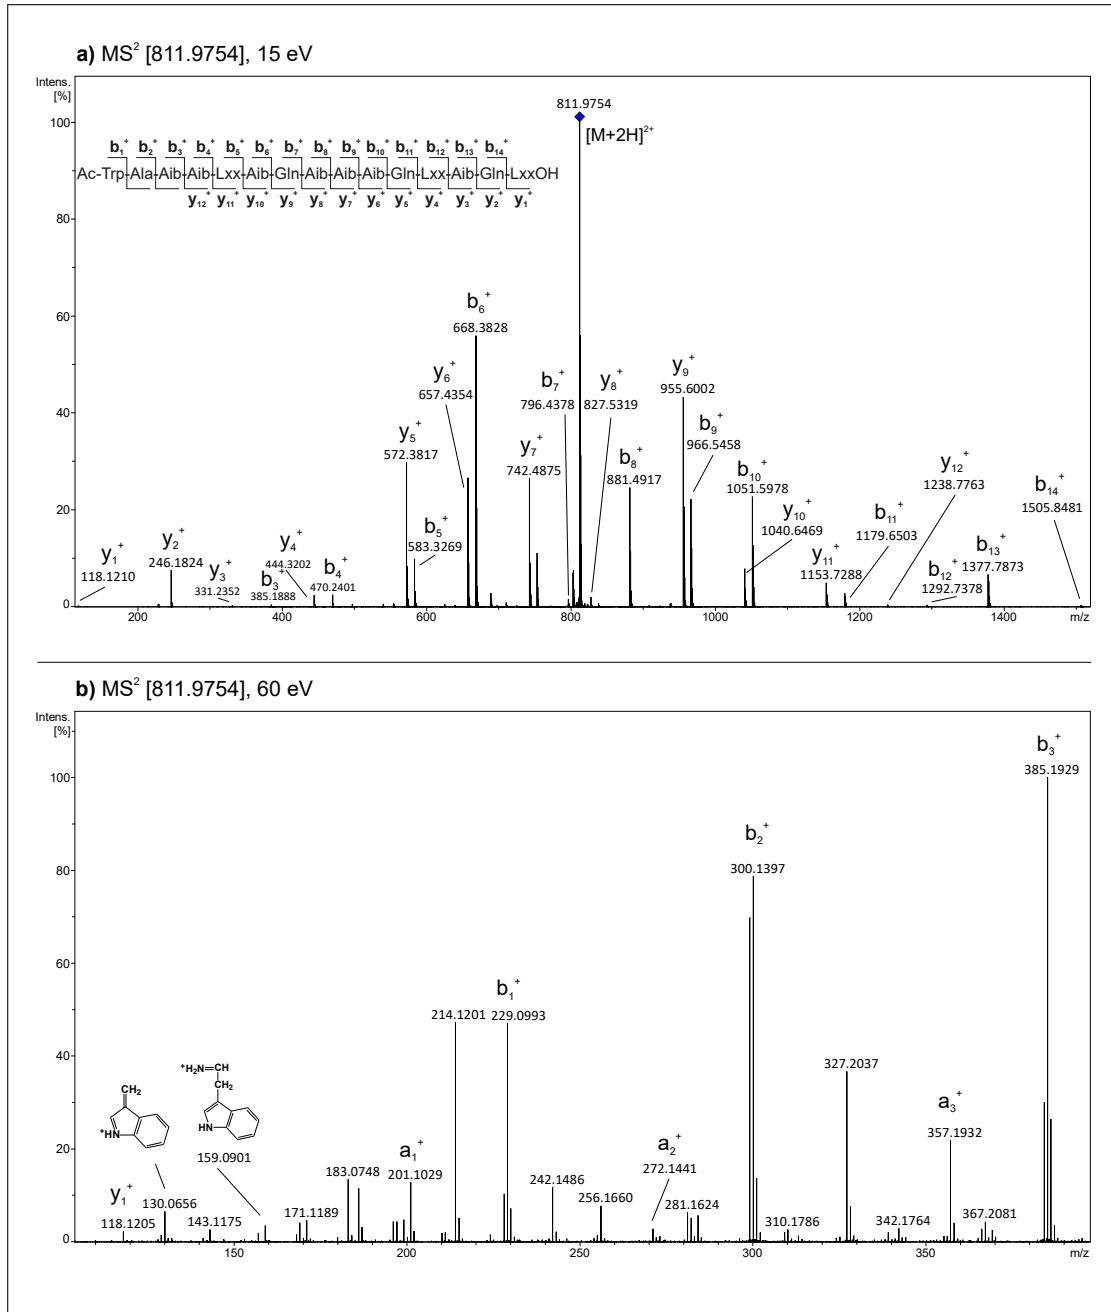 a) MS² [811.9754], 15 eV
Intens.
[%]
811.9754
[M+2H]²⁺
b₁⁺ b₂⁺ b₃⁺ b₄⁺ b₅⁺ b₆⁺ b₇⁺ b₈⁺ b₉⁺ b₁₀⁺ b₁₁⁺ b₁₂⁺ b₁₃⁺ b₁₄⁺
Ac-Trp-Ala-Aib-Aib-Lxx-Aib-Gln-Aib-Aib-Aib-Gln-Lxx-Aib-Gln-LxxOH
y₁₂⁺ y₁₁⁺ y₁₀⁺ y₉⁺ y₈⁺ y₇⁺ y₆⁺ y₅⁺ y₄⁺ y₃⁺ y₂⁺ y₁⁺
100
80
60
40
20
0
y₁⁺
118.1210
y₂⁺
246.1824
y₃⁺
331.2352
b₃⁺
385.1888
y₄⁺
444.3202
b₄⁺
470.2401
y₅⁺
572.3817
b₅⁺
583.3269
y₆⁺
657.4354
b₆⁺
668.3828
y₇⁺
742.4875
b₇⁺
796.4378
y₈⁺
827.5319
b₈⁺
881.4917
y₉⁺
955.6002
b₉⁺
966.5458
b₁₀⁺
1051.5978
y₁₀⁺
1040.6469
y₁₁⁺
1153.7288
b₁₁⁺
1179.6503
y₁₂⁺
1238.7763
b₁₂⁺
1292.7378
b₁₃⁺
1377.7873
b₁₄⁺
1505.8481
200 400 600 800 1000 1200 1400 m/z
b) MS² [811.9754], 60 eV
Intens.
[%]
100
80
60
40
20
0
y₁⁺
118.1205
CH₂
⁺HN
130.0656
143.1175
⁺H₂N=CH
CH₂
HN
159.0901
171.1189
183.0748
a₁⁺
201.1029
214.1201
b₁⁺
229.0993
242.1486
256.1660
a₂⁺
272.1441
281.1624
b₂⁺
300.1397
310.1786
327.2037
342.1764
a₃⁺
357.1932
367.2081
b₃⁺
385.1929
150 200 250 300 350 m/z